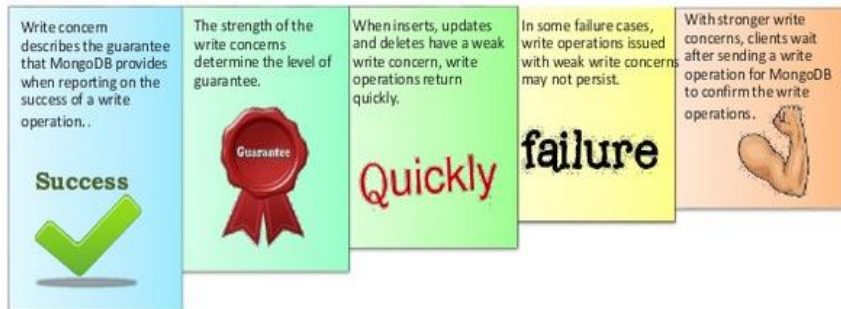 Write concern
describes the guarantee
that MongoDB provides
when reporting on the
success of a write
operation..
Success
The strength of the
write concerns
determine the level of
guarantee.
Guarantee
When inserts, updates
and deletes have a weak
write concern, write
operations return
quickly.
Quickly
In some failure cases,
write operations issued
with weak write concerns
may not persist.
failure
With stronger write
concerns, clients wait
after sending a write
operation for MongoDB
to confirm the write
operations.